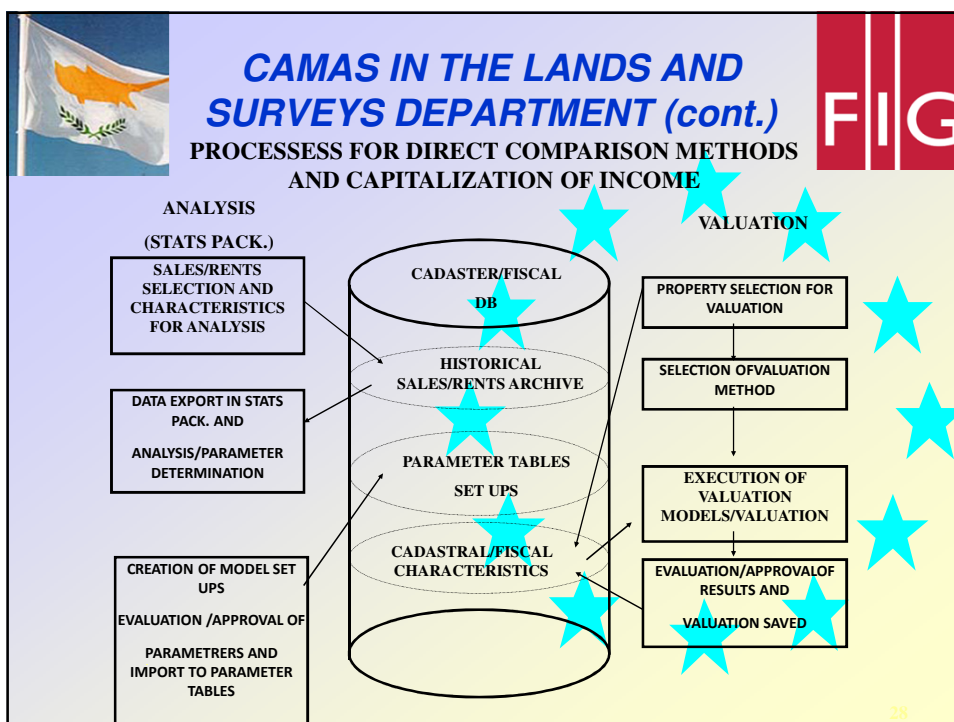 CAMAS IN THE LANDS AND
SURVEYS DEPARTMENT (cont.)
FIG
PROCESSESS FOR DIRECT COMPARISON METHODS
AND CAPITALIZATION OF INCOME
ANALYSIS
(STATS PACK.)
SALES/RENTS
SELECTION AND
CHARACTERISTICS
FOR ANALYSIS
DATA EXPORT IN STATS
PACK. AND
ANALYSIS/PARAMETER
DETERMINATION
CREATION OF MODEL SET
UPS
EVALUATION /APPROVAL OF
PARAMETRERS AND
IMPORT TO PARAMETER
TABLES
CADASTER/FISCAL
DB
HISTORICAL
SALES/RENTS ARCHIVE
PARAMETER TABLES
SET UPS
CADASTRAL/FISCAL
CHARACTERISTICS
VALUATION
PROPERTY SELECTION FOR
VALUATION
SELECTION OFVALUATION
METHOD
EXECUTION OF
VALUATION
MODELS/VALUATION
EVALUATION/APPROVALOF
RESULTS AND
VALUATION SAVED
28